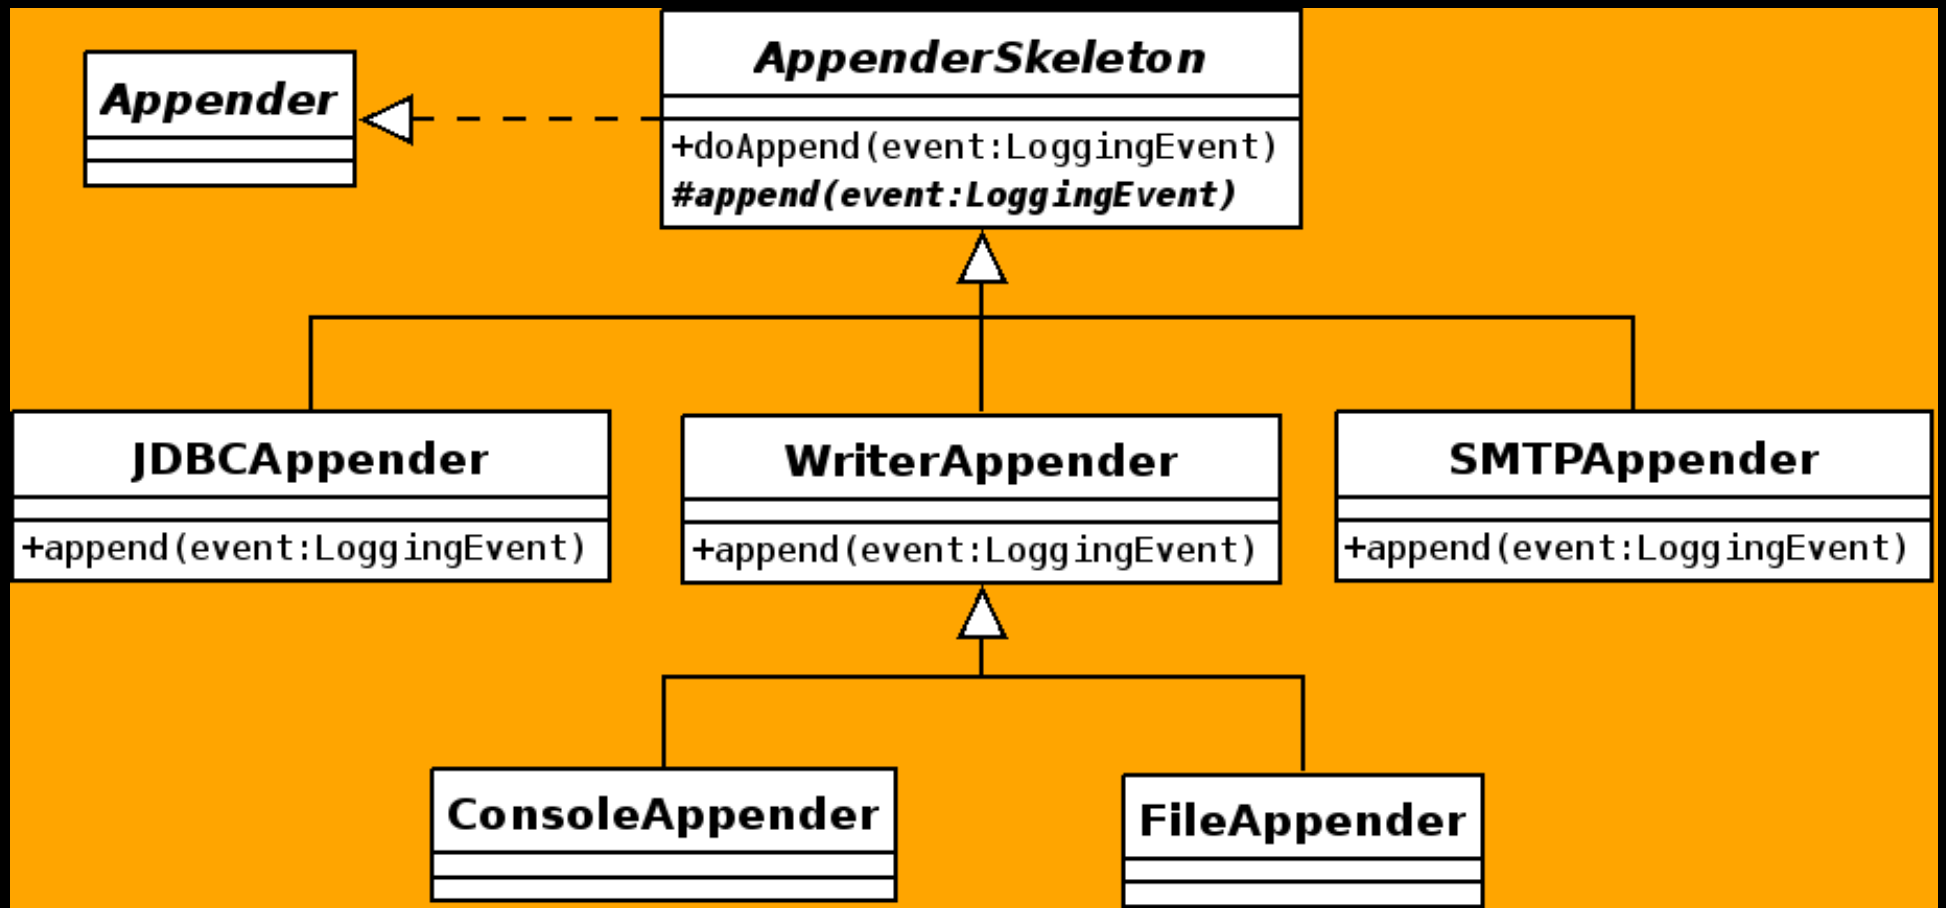 Appender
AppenderSkeleton
+doAppend(event:LoggingEvent)
#append(event:LoggingEvent)
JDBCAppender
+append(event:LoggingEvent)
WriterAppender
+append(event:LoggingEvent)
SMTPAppender
+append(event:LoggingEvent)
ConsoleAppender
FileAppender